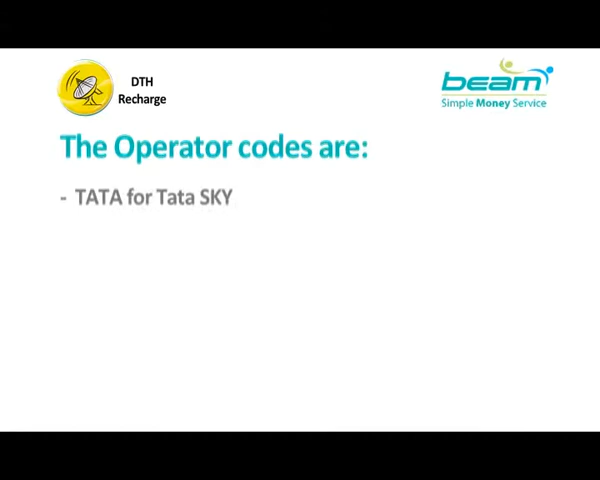 DTH
Recharge
beam
Simple Money Service
The Operator codes are:
- TATA for Tata SKY